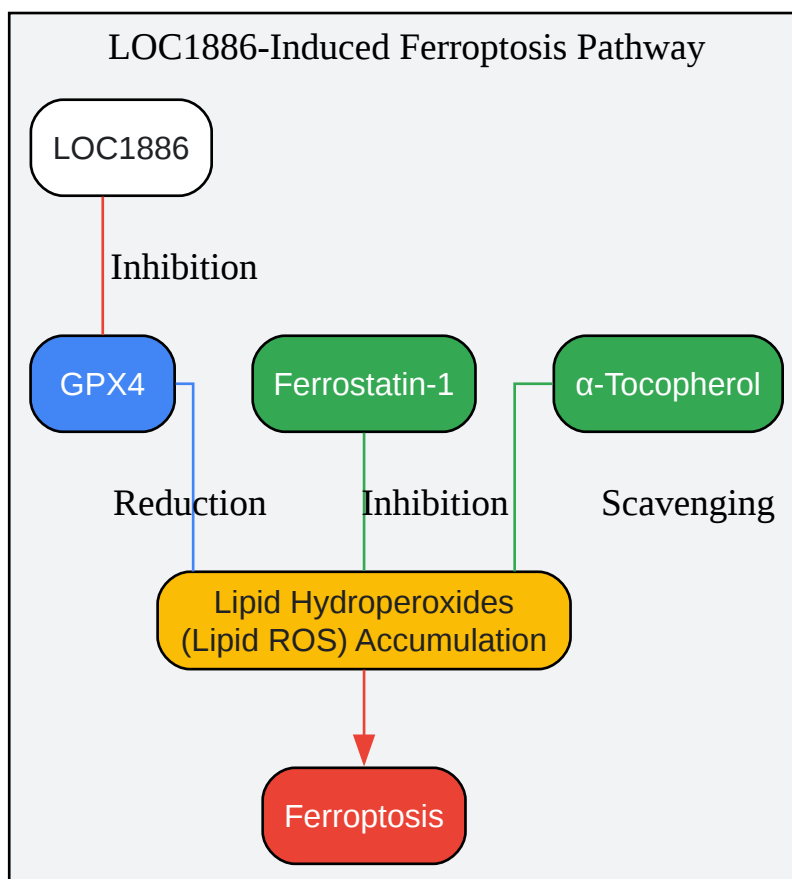 LOC1886-Induced Ferroptosis Pathway
LOC1886
Inhibition
GPX4
Ferrostatin-1
α-Tocopherol
Reduction
Inhibition
Scavenging
Lipid Hydroperoxides
(Lipid ROS) Accumulation
Ferroptosis